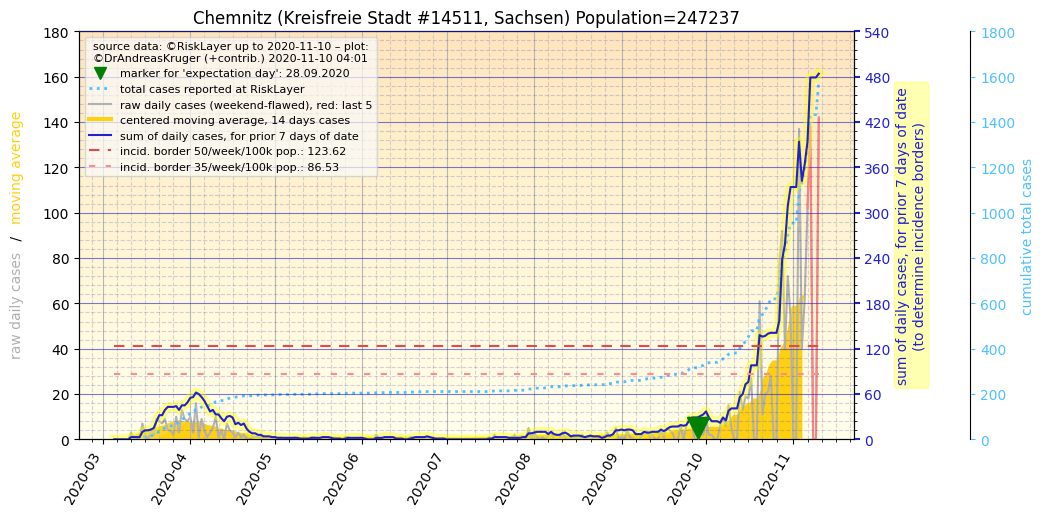 Chemnitz (Kreisfreie Stadt #14511, Sachsen) Population=247237
source data: ©RiskLayer up to 2020-11-10 – plot:
©DrAndreasKruger (+contrib.) 2020-11-10 04:01
marker for 'expectation day': 28.09.2020
total cases reported at RiskLayer
raw daily cases (weekend-flawed), red: last 5
centered moving average, 14 days cases
sum of daily cases, for prior 7 days of date
incid. border 50/week/100k pop.: 123.62
incid. border 35/week/100k pop.: 86.53
raw daily cases / moving average
180
160
140
120
100
80
60
40
20
0
2020-03
2020-04
2020-05
2020-06
2020-07
2020-08
2020-09
2020-10
2020-11
540
480
420
360
300
240
180
120
60
0
sum of daily cases, for prior 7 days of date
(to determine incidence borders)
1800
1600
1400
1200
1000
800
600
400
200
0
cumulative total cases